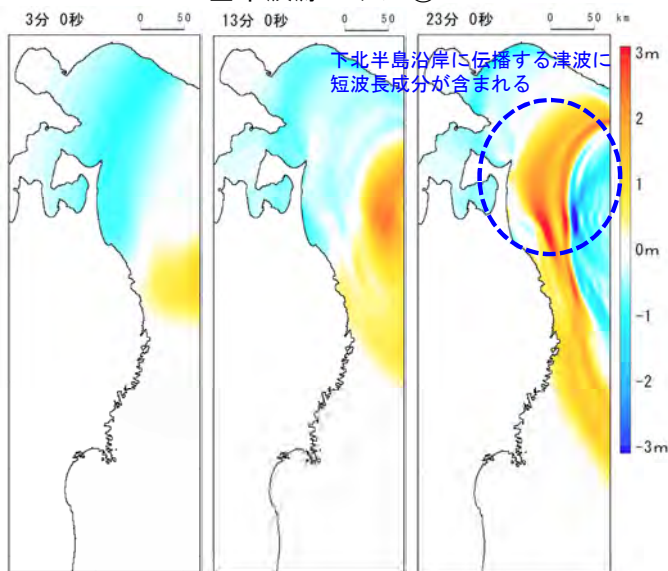 3分 0秒
0 50
13分 0秒
0 50
23分 0秒
0 50
km
下北半島沿岸に伝播する津波に
短波長成分が含まれる
3m
2
1
0m
-1
-2
-3m